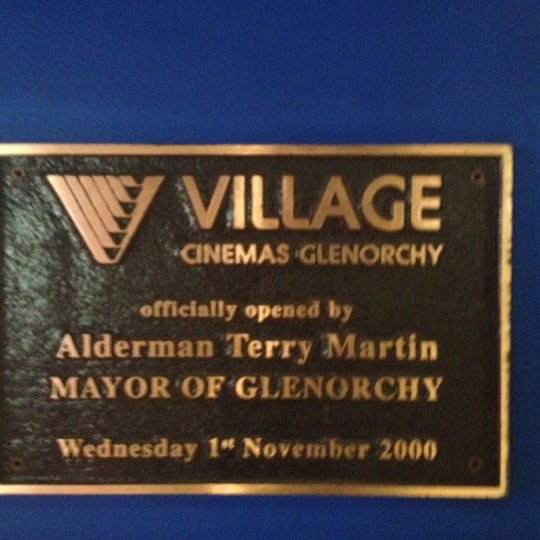 VILLAGE
CINEMAS GLENORCHY
officially opened by
Alderman Terry Martin
MAYOR OF GLENORCHY
Wednesday 1st November 2000